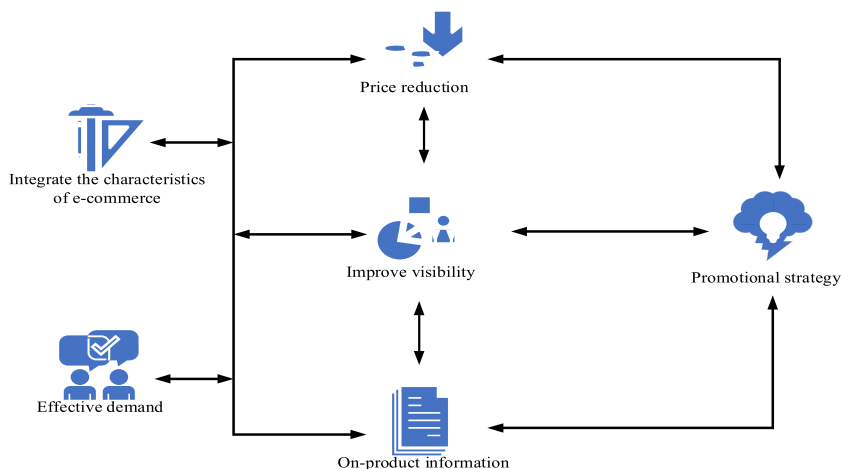 Price reduction
Integrate the characteristics
of e-commerce
Improve visibility
Promotional strategy
Effective demand
On-product information